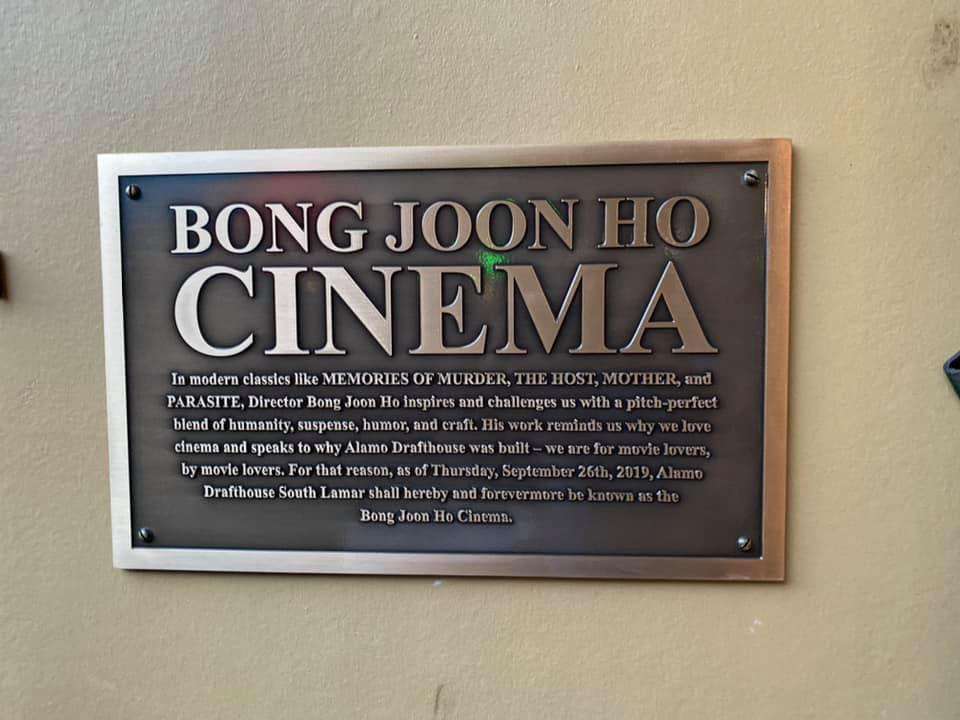 BONG JOON HO
CINEMA
In modern classics like MEMORIES OF MURDER, THE HOST, MOTHER, and
PARASITE, Director Bong Joon Ho inspires and challenges us with a pitch-perfect
blend of humanity, suspense, humor, and craft. His work reminds us why we love
cinema and speaks to why Alamo Drafthouse was built – we are for movie lovers,
by movie lovers. For that reason, as of Thursday, September 26th, 2019, Alamo
Drafthouse South Lamar shall hereby and forevermore be known as the
Bong Joon Ho Cinema.